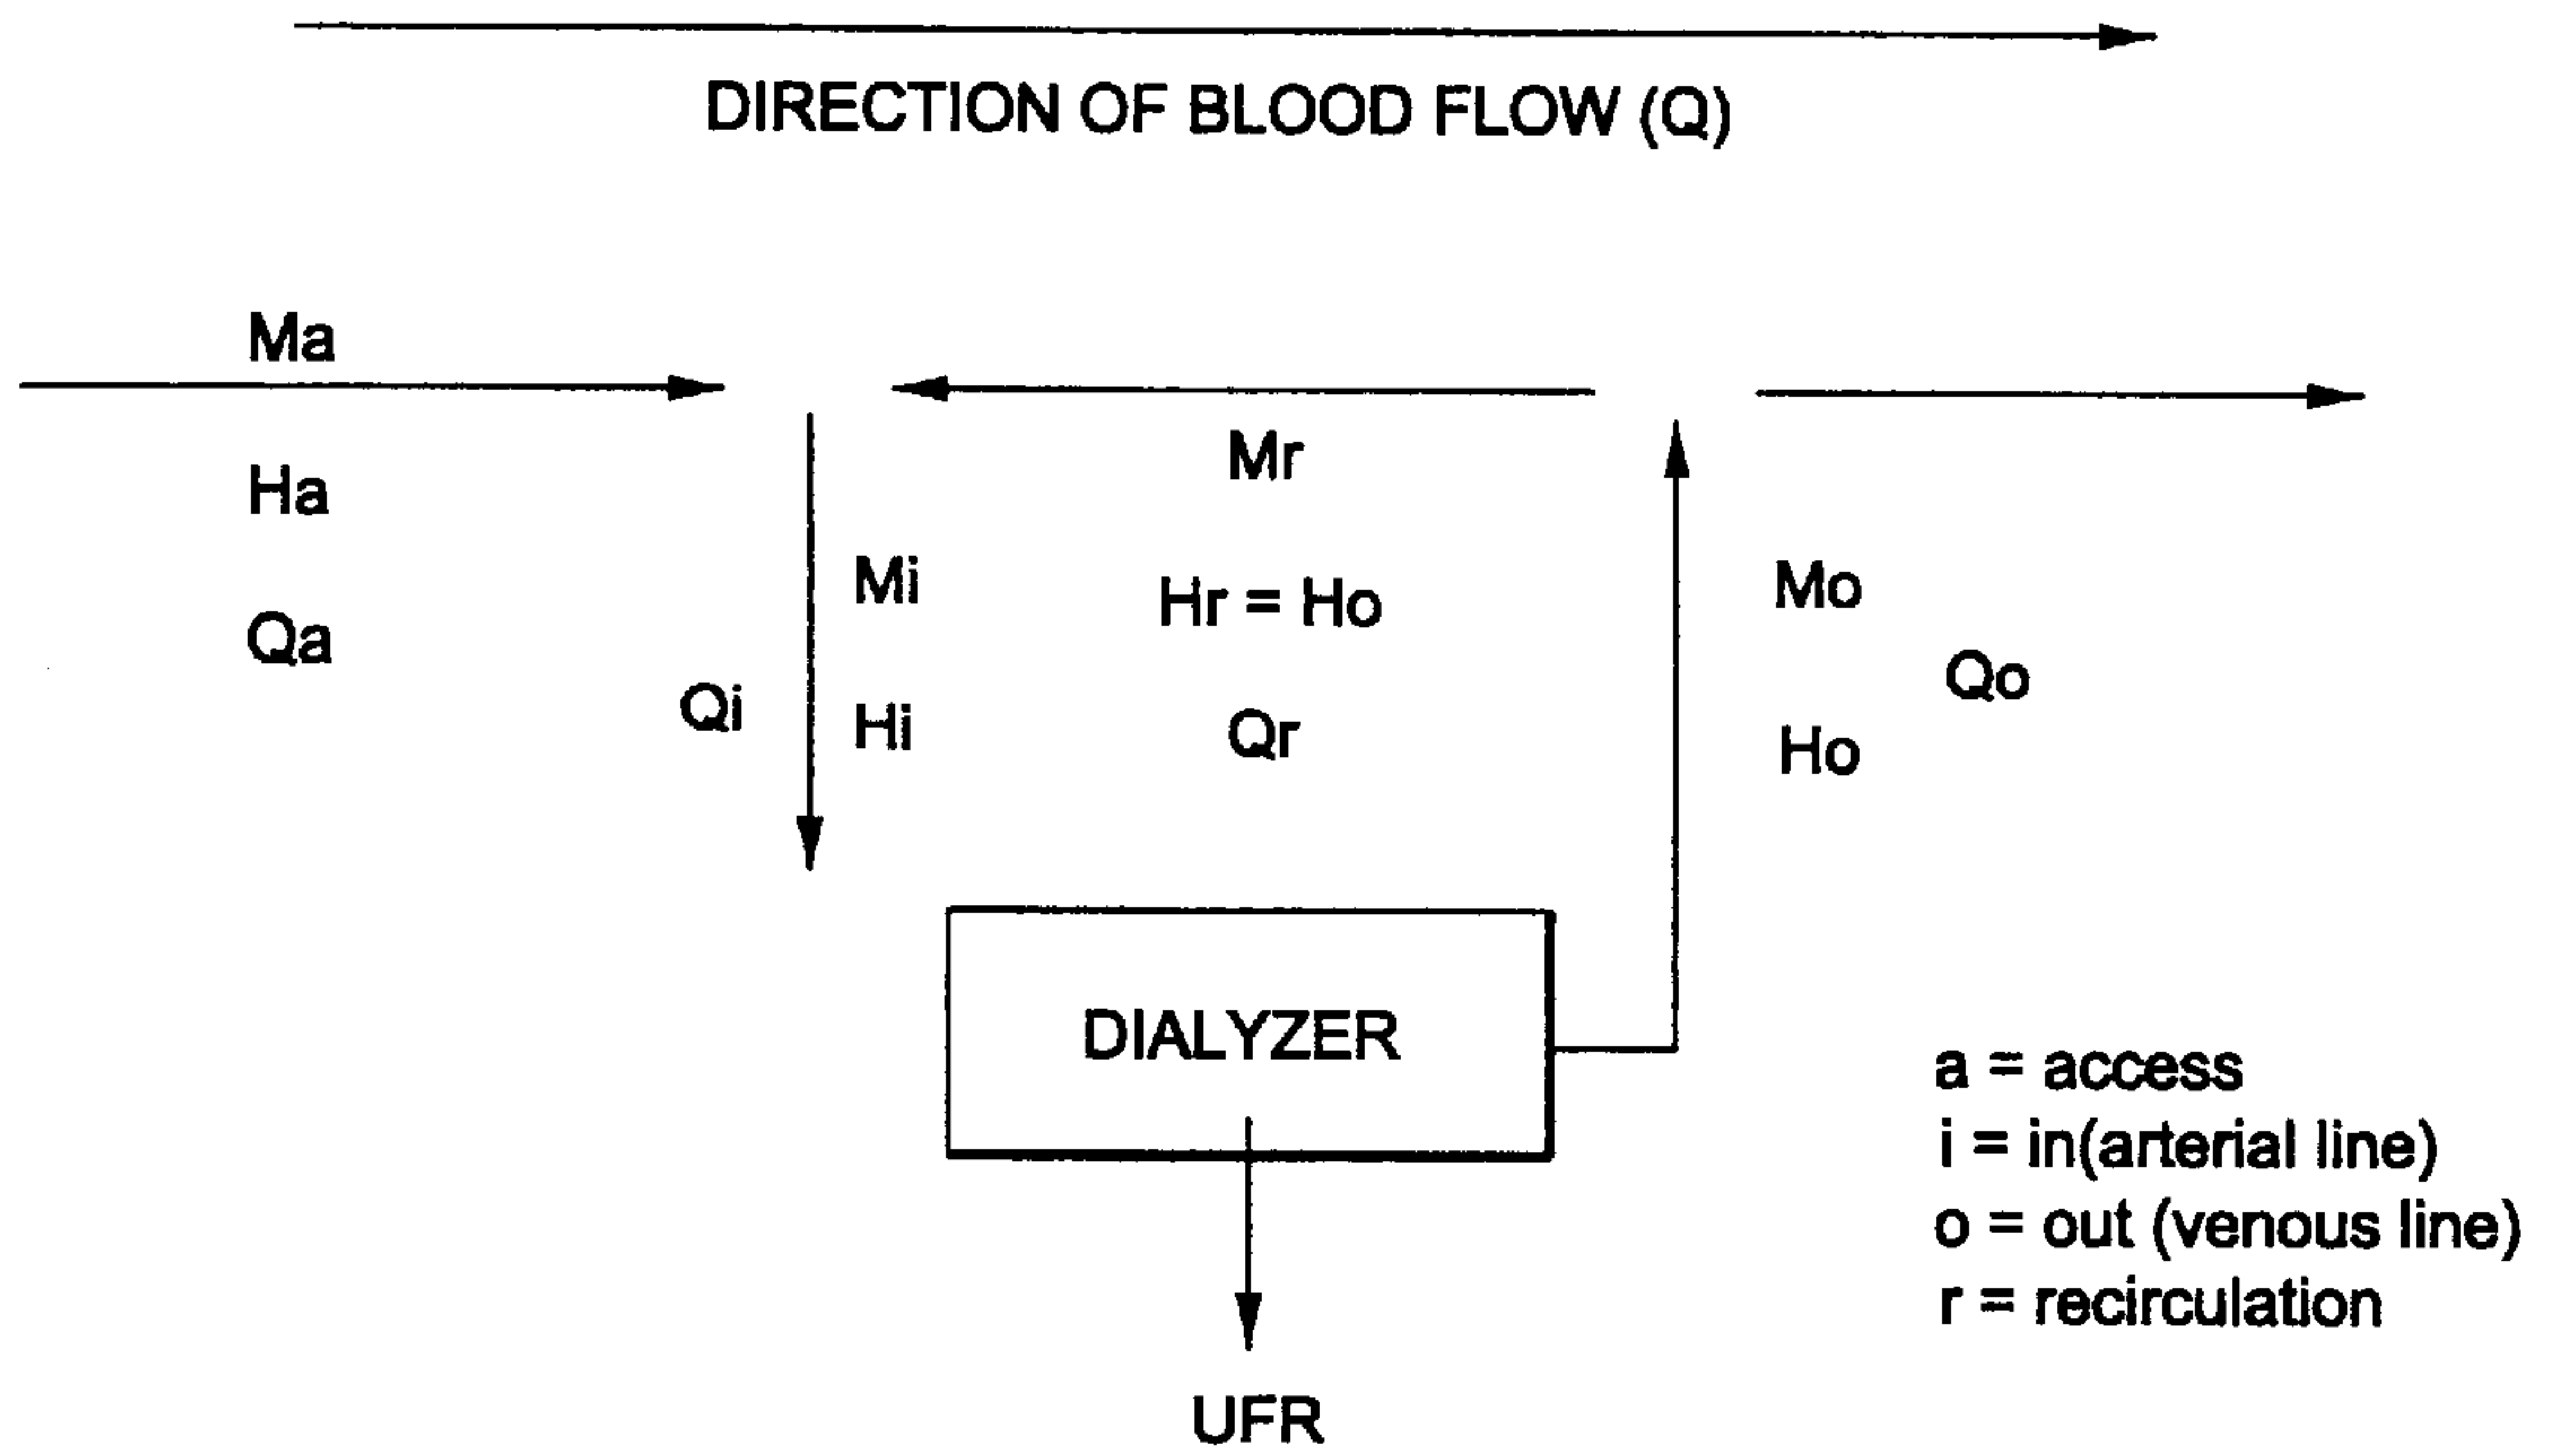 DIRECTION OF BLOOD FLOW (Q)
Ma
Ha
Qa
Qi
Mi
Hi
Mr
Hr = Ho
Qr
Mo
Qo
Ho
DIALYZER
UFR
a = access
i = in(arterial line)
o = out (venous line)
r = recirculation